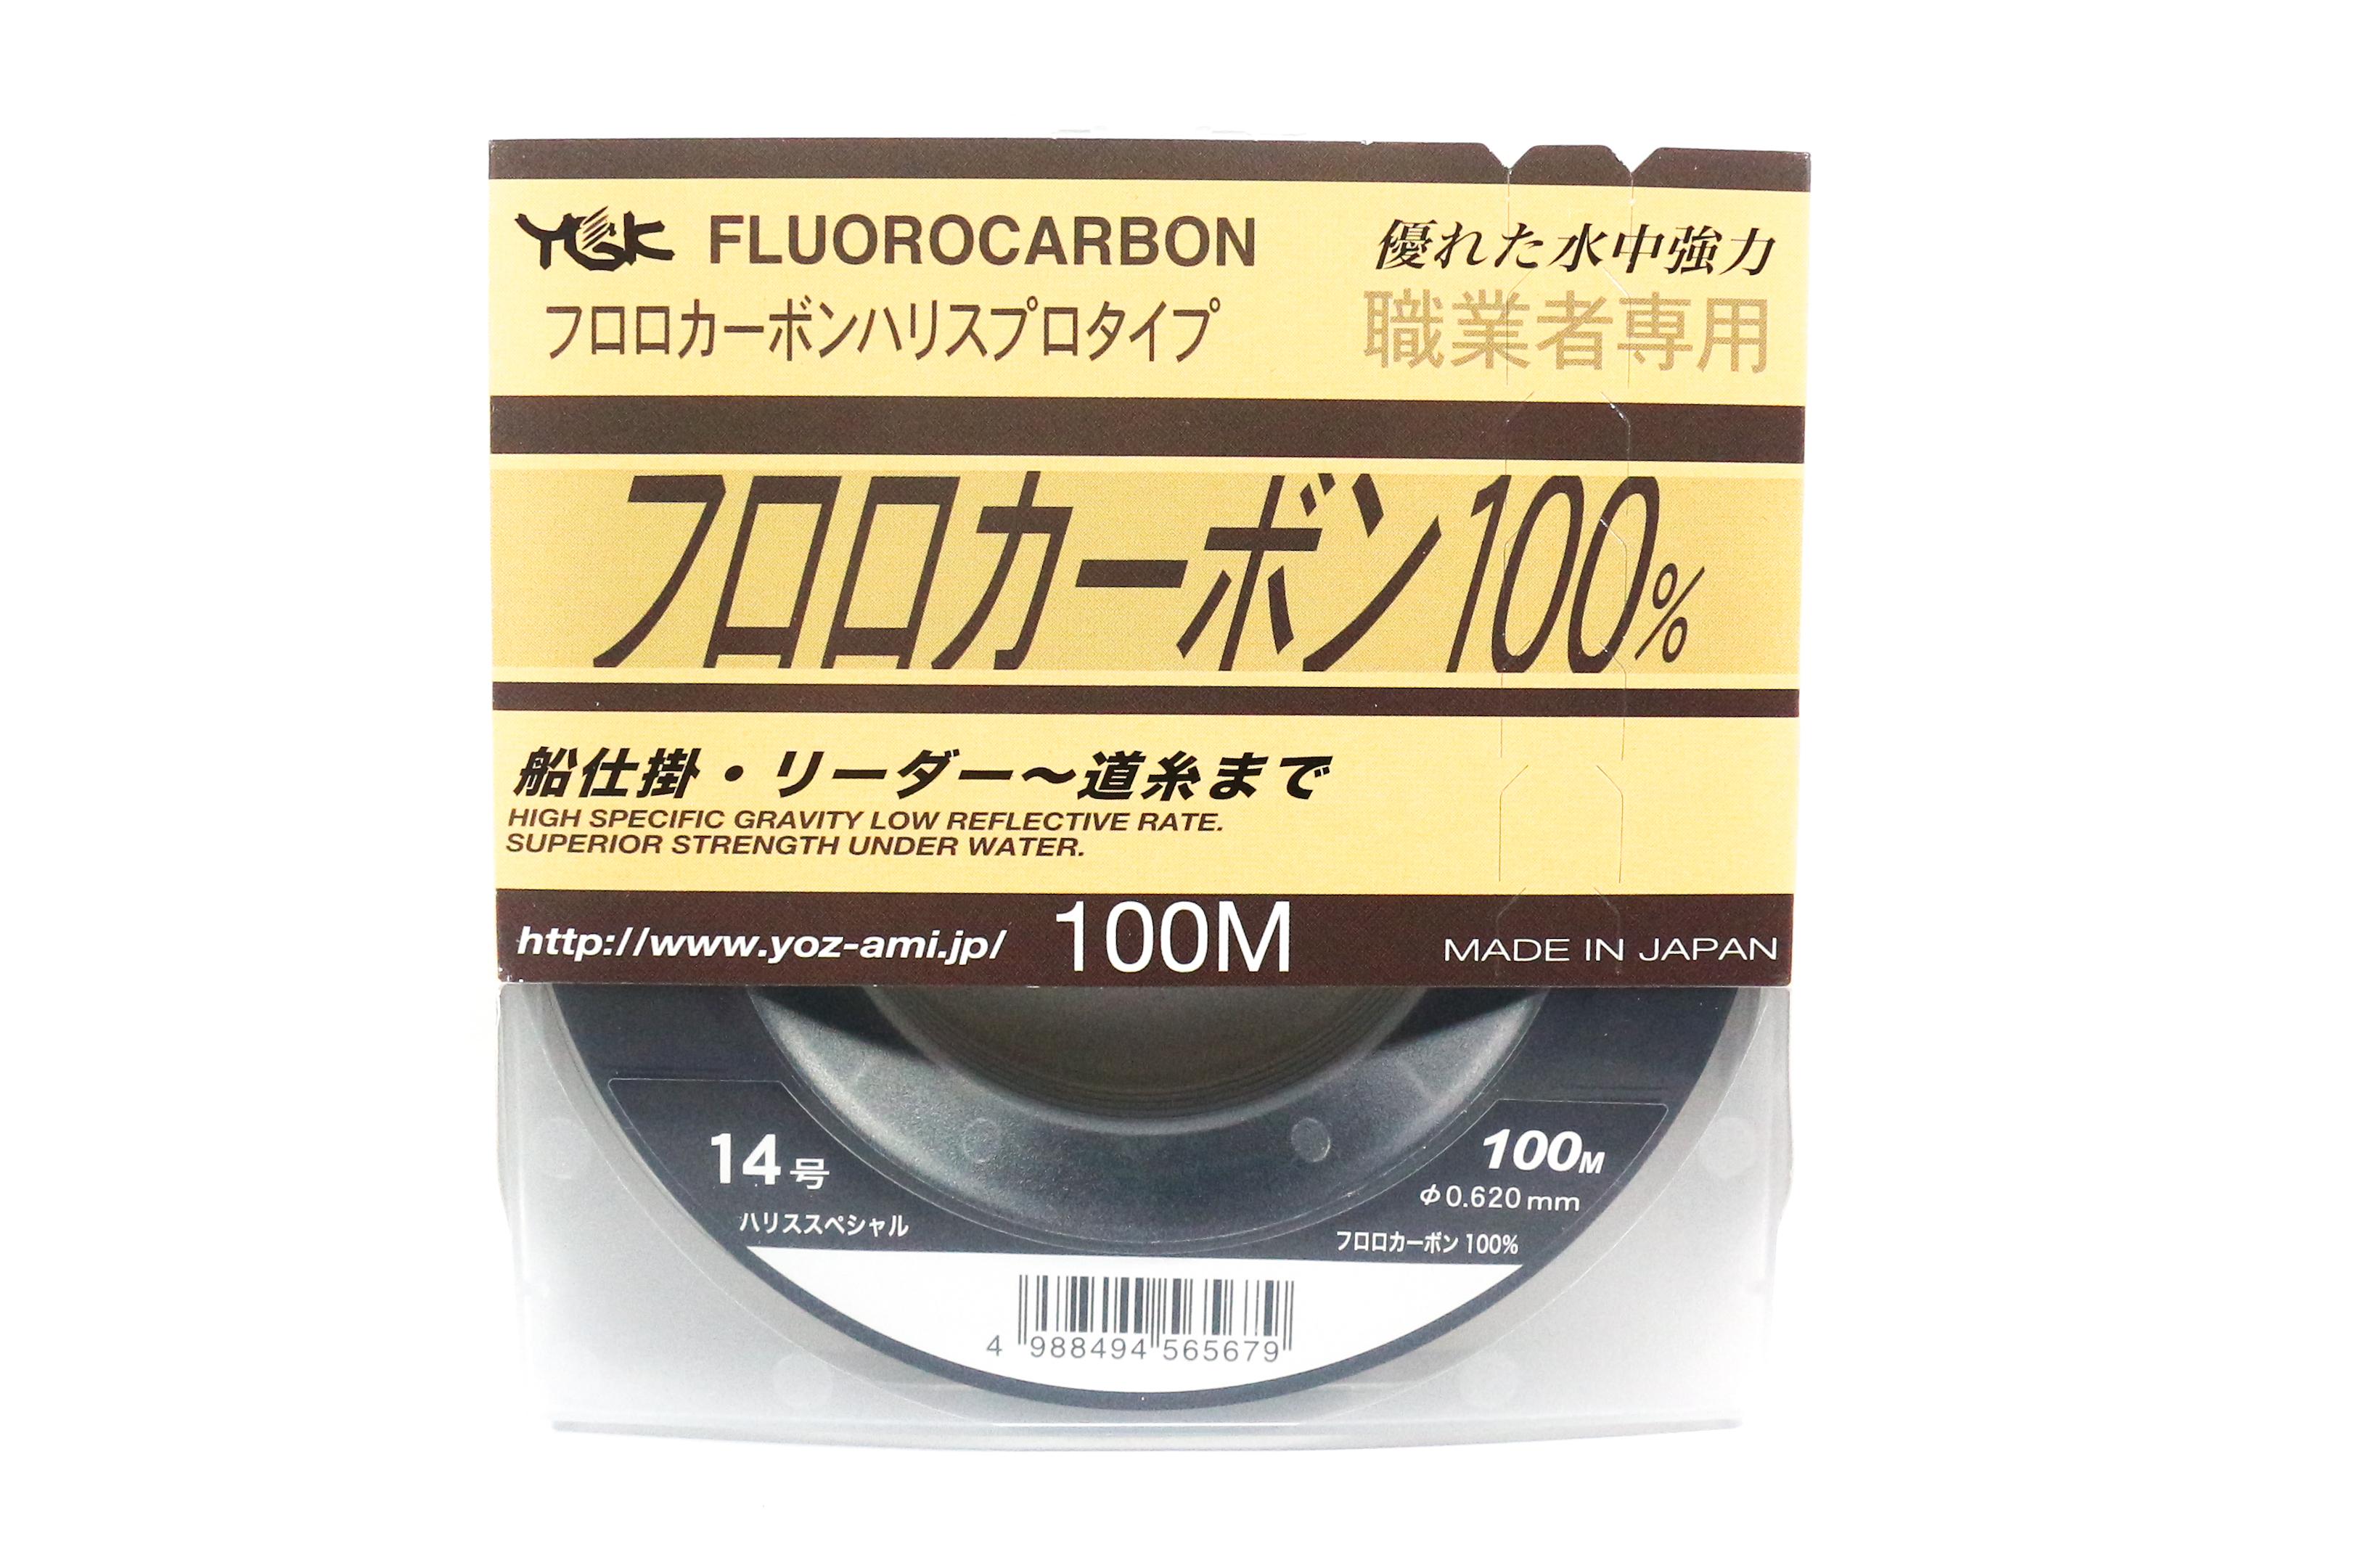 YGK FLUOROCARBON
フロロカーボンハリスプロタイプ
優れた水中強力
職業者専用
フロロカーボン100%
船仕掛・リーダー～道糸まで
HIGH SPECIFIC GRAVITY LOW REFLECTIVE RATE.
SUPERIOR STRENGTH UNDER WATER.
http://www.yoz-ami.jp/ 100M MADE IN JAPAN
14号
ハリススペシャル
100M
φ0.620mm
フロロカーボン100%
4 988494 565679